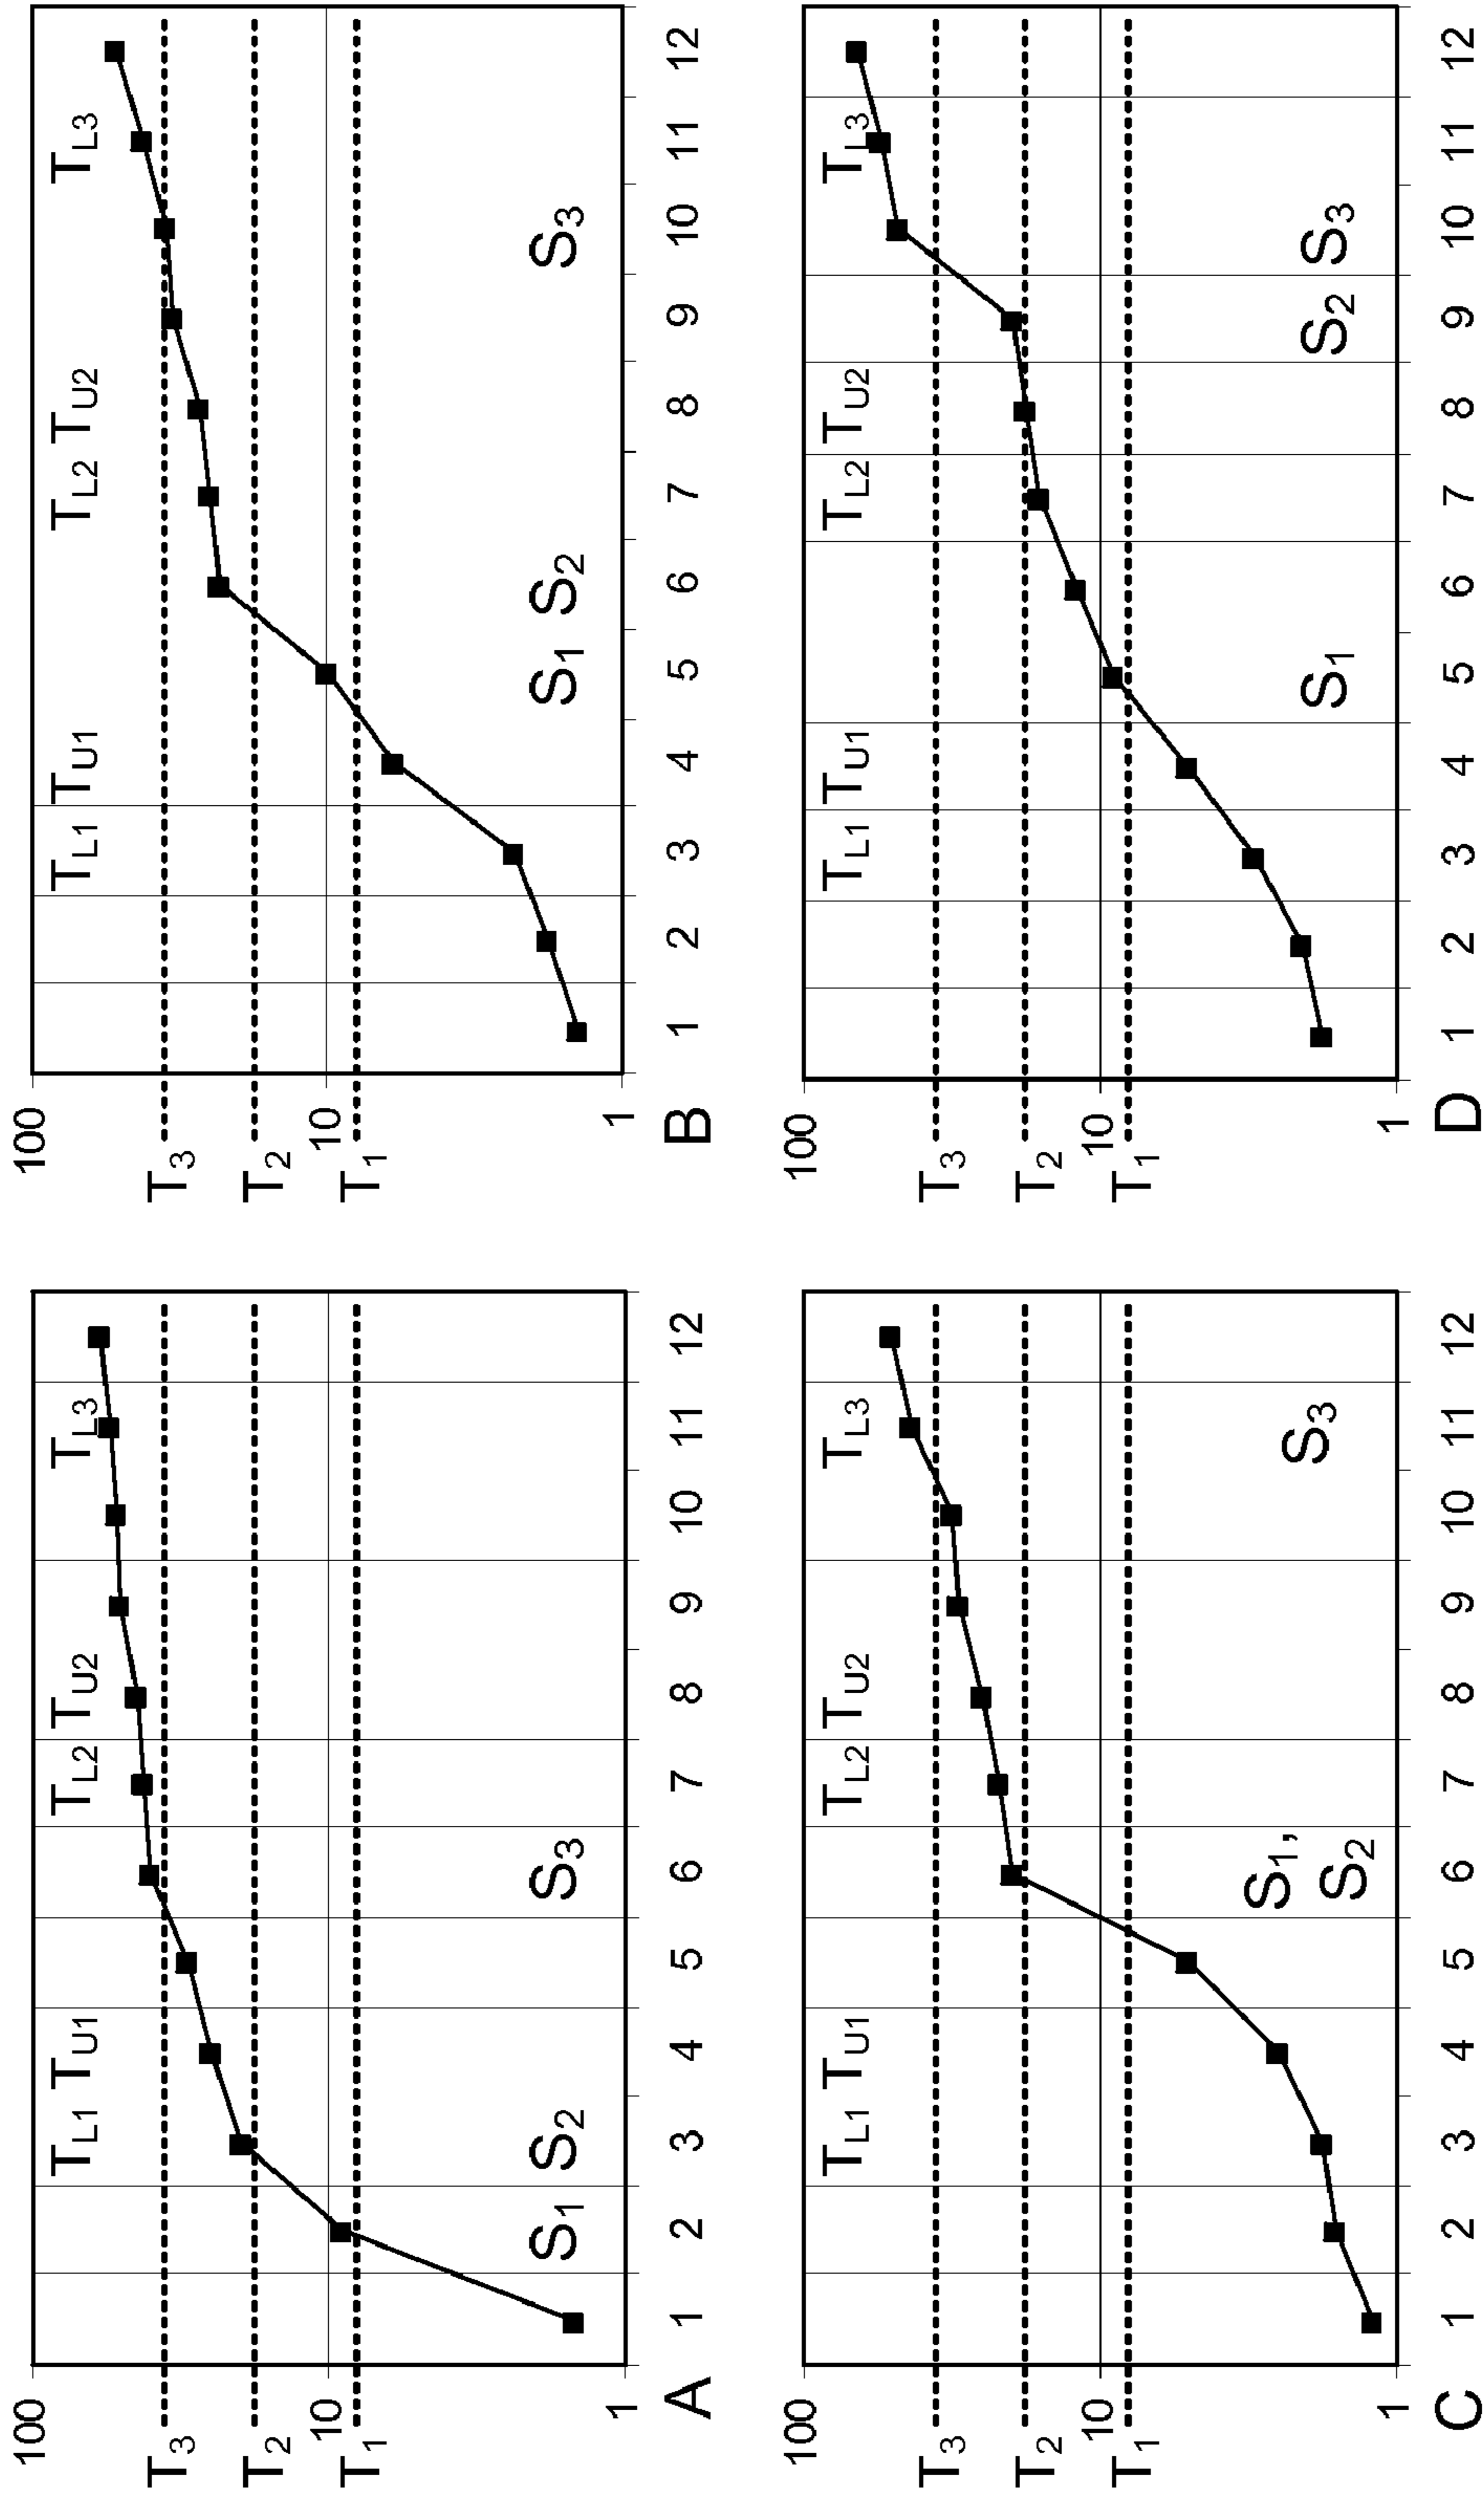 100
T3
T2
10
T1
1
TL1 TU1 TL2 TU2 TL3
S1 S2 S3
A 1 2 3 4 5 6 7 8 9 10 11 12
100
T3
T2
10
T1
1
TL1 TU1 TL2 TU2 TL3
S1 S2 S3
B 1 2 3 4 5 6 7 8 9 10 11 12
100
T3
T2
10
T1
1
TL1 TU1 TL2 TU2 TL3
S1,
S2
S3
C 1 2 3 4 5 6 7 8 9 10 11 12
100
T3
T2
10
T1
1
TL1 TU1 TL2 TU2 TL3
S1 S2 S3
D 1 2 3 4 5 6 7 8 9 10 11 12